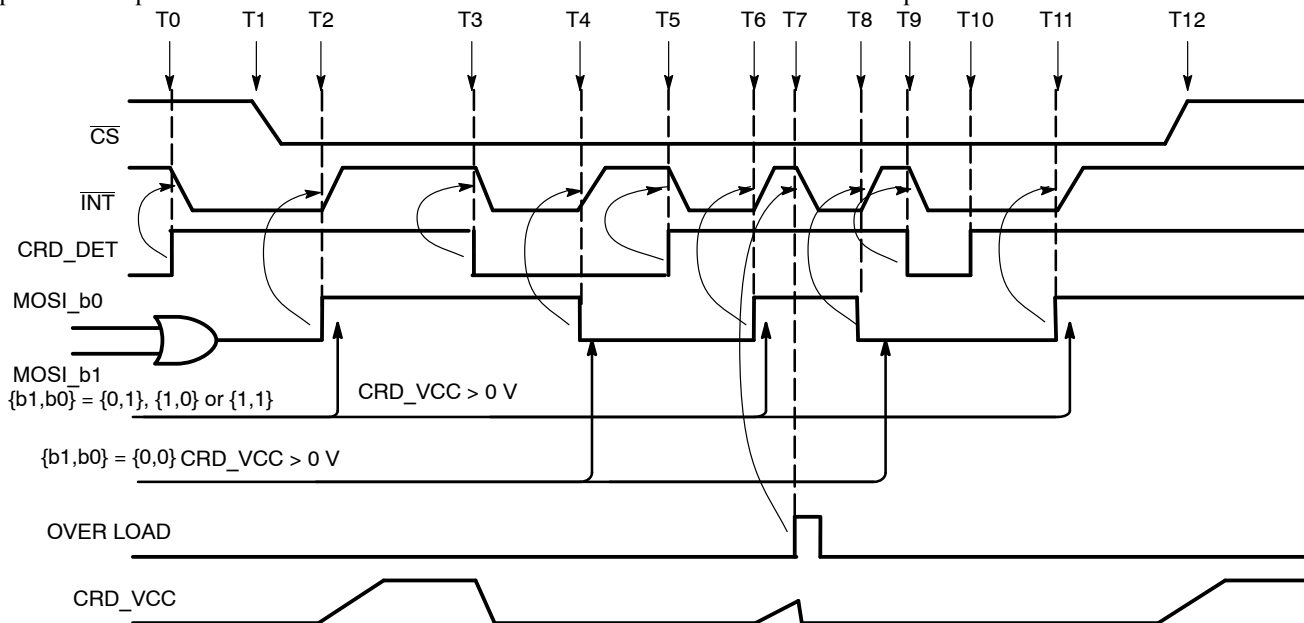 T0 T1 T2 T3 T4 T5 T6 T7 T8 T9 T10 T11 T12
CS
INT
CRD_DET
MOSI_b0
MOSI_b1
{b1,b0} = {0,1}, {1,0} or {1,1}
CRD_VCC > 0 V
{b1,b0} = {0,0} CRD_VCC > 0 V
OVER LOAD
CRD_VCC